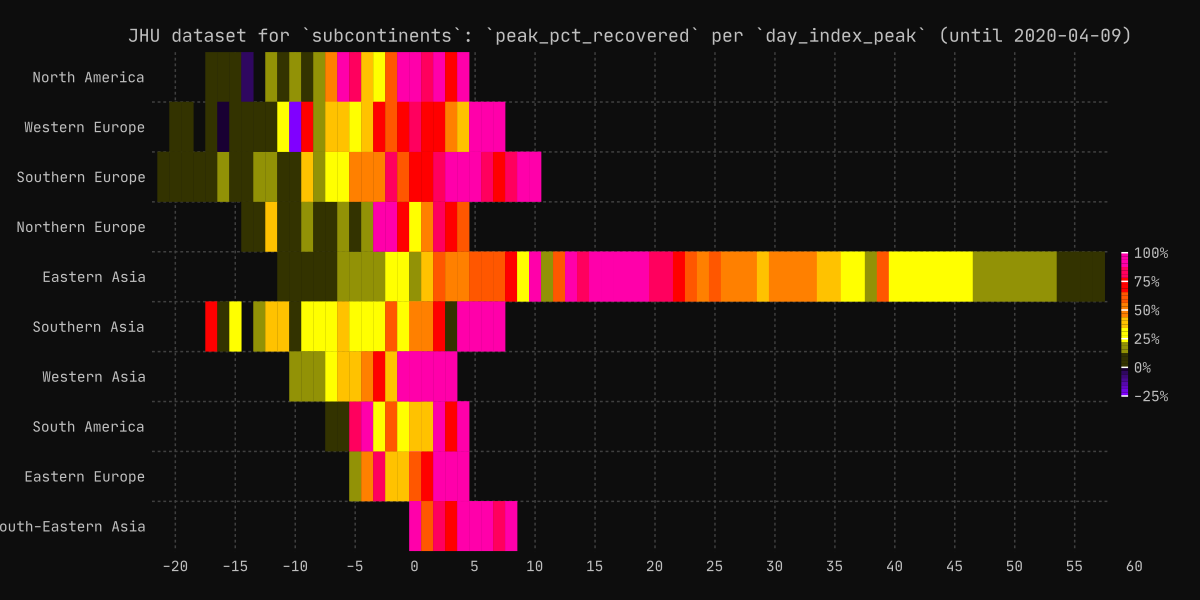 JHU dataset for `subcontinents`: `peak_pct_recovered` per `day_index_peak` (until 2020-04-09)
North America
Western Europe
Southern Europe
Northern Europe
Eastern Asia
Southern Asia
Western Asia
South America
Eastern Europe
outh-Eastern Asia
100%
75%
50%
25%
0%
-25%
-20 -15 -10 -5 0 5 10 15 20 25 30 35 40 45 50 55 60